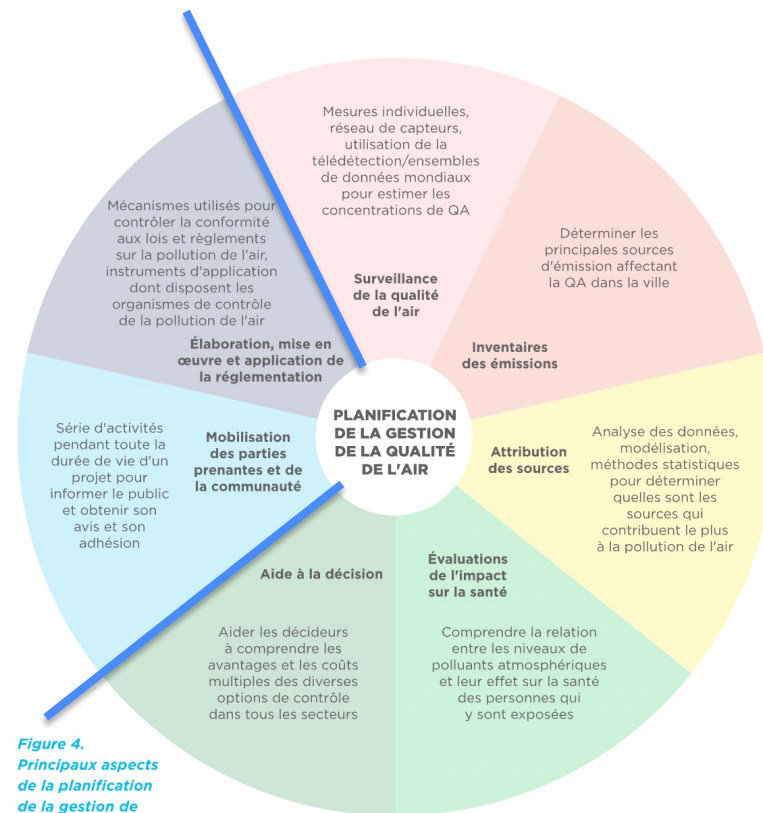 Mesures individuelles,
réseau de capteurs,
utilisation de la
télédétection/ensembles
de données mondiaux
pour estimer les
concentrations de QA
Surveillance
de la qualité
de l'air
Déterminer les
principales sources
d'émission affectant
la QA dans la ville
Inventaires
des émissions
Analyse des données,
modélisation,
méthodes statistiques
pour déterminer
quelles sont les
sources qui
contribuent le plus
à la pollution de l'air
Attribution
des sources
Évaluations
de l'impact
sur la santé
Comprendre la relation
entre les niveaux de
polluants atmosphériques
et leur effet sur la santé
des personnes qui
y sont exposées
Aide à la décision
Aider les décideurs
à comprendre les
avantages et les coûts
multiples des diverses
options de contrôle
dans tous les secteurs
Mobilisation
des parties
prenantes et de
la communauté
Série d'activités
pendant toute la
durée de vie d'un
projet pour
informer le public
et obtenir son
avis et son
adhésion
Mécanismes utilisés pour
contrôler la conformité
aux lois et règlements
sur la pollution de l'air,
instruments d'application
dont disposent les
organismes de contrôle
de la pollution de l'air
Élaboration, mise en
œuvre et application de
la réglementation
PLANIFICATION
DE LA GESTION
DE LA QUALITÉ
DE L'AIR
Figure 4.
Principaux aspects
de la planification
de la gestion de